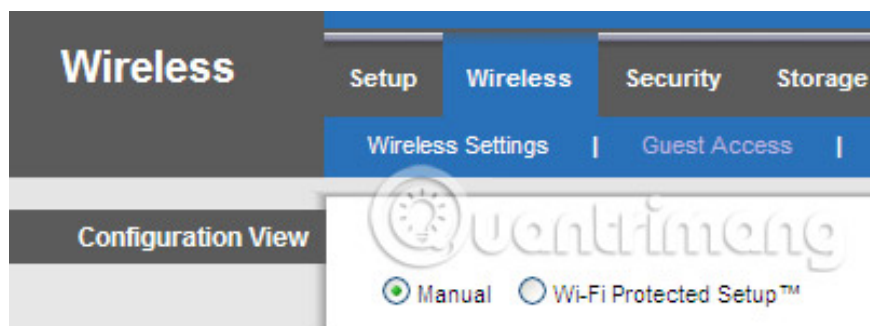 Wireless
Setup Wireless Security Storage
Wireless Settings | Guest Access |
Quantrimang
Configuration View
Manual Wi-Fi Protected Setup™